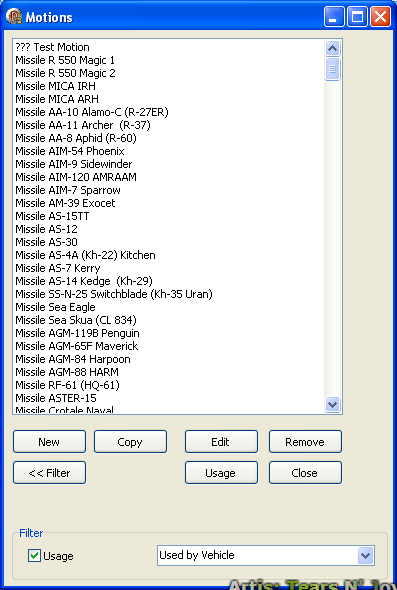 Motions
??? Test Motion
Missile R 550 Magic 1
Missile R 550 Magic 2
Missile MICA IRH
Missile MICA ARH
Missile AA-10 Alamo-C (R-27ER)
Missile AA-11 Archer (R-37)
Missile AA-8 Aphid (R-60)
Missile AIM-54 Phoenix
Missile AIM-9 Sidewinder
Missile AIM-120 AMRAAM
Missile AIM-7 Sparrow
Missile AM-39 Exocet
Missile AS-15TT
Missile AS-12
Missile AS-30
Missile AS-4A (Kh-22) Kitchen
Missile AS-7 Kerry
Missile AS-14 Kedge (Kh-29)
Missile SS-N-25 Switchblade (Kh-35 Uran)
Missile Sea Eagle
Missile Sea Skua (CL 834)
Missile AGM-119B Penguin
Missile AGM-65F Maverick
Missile AGM-84 Harpoon
Missile AGM-88 HARM
Missile RF-61 (HQ-61)
Missile ASTER-15
Missile Crotale Naval
New Copy Edit Remove
<< Filter Usage Close
Filter
Usage Used by Vehicle
Artis: Tears N' Joy